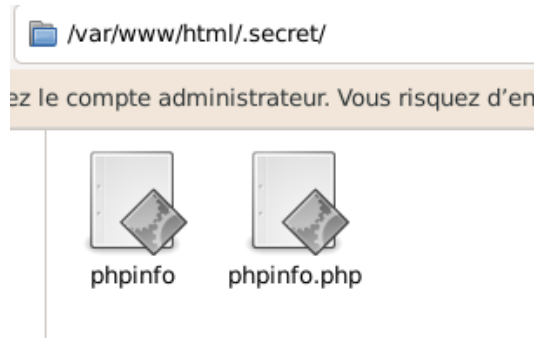 /var/www/html/.secret/
ez le compte administrateur. Vous risquez d'en
phpinfo
phpinfo.php